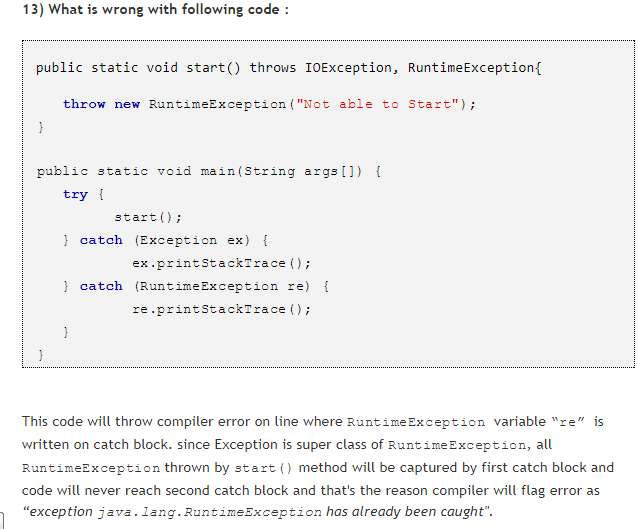 13) What is wrong with following code :
public static void start() throws IOException, RuntimeException{
throw new RuntimeException("Not able to Start");
}
public static void main(String args[]) {
try {
start();
} catch (Exception ex) {
ex.printStackTrace();
} catch (RuntimeException re) {
re.printStackTrace();
}
}
This code will throw compiler error on line where RuntimeException variable “re” is
written on catch block. since Exception is super class of RuntimeException, all
RuntimeException thrown by start() method will be captured by first catch block and
code will never reach second catch block and that's the reason compiler will flag error as
“exception java.lang.RuntimeException has already been caught".